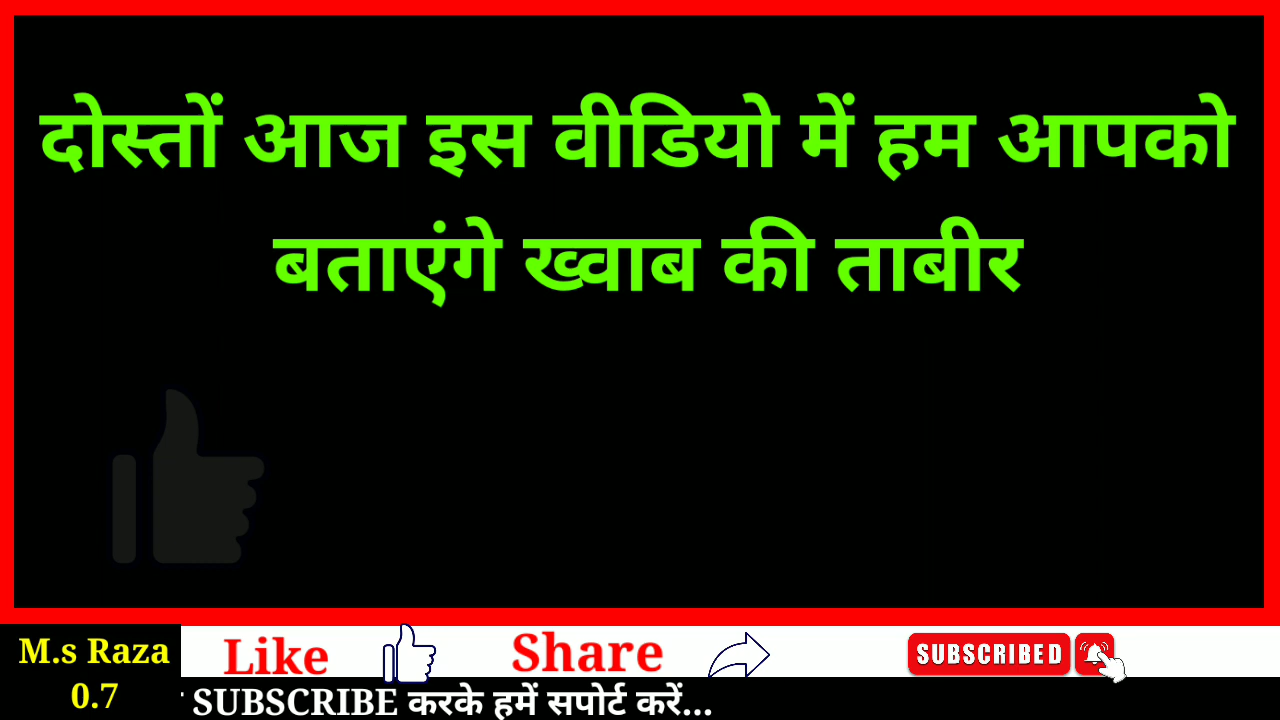 दोस्तों आज इस वीडियो में हम आपको
बताएंगे ख्वाब की ताबीर
M.s Raza
0.7
Like
Share
SUBSCRIBED
SUBSCRIBE करके हमें सपोर्ट करें...